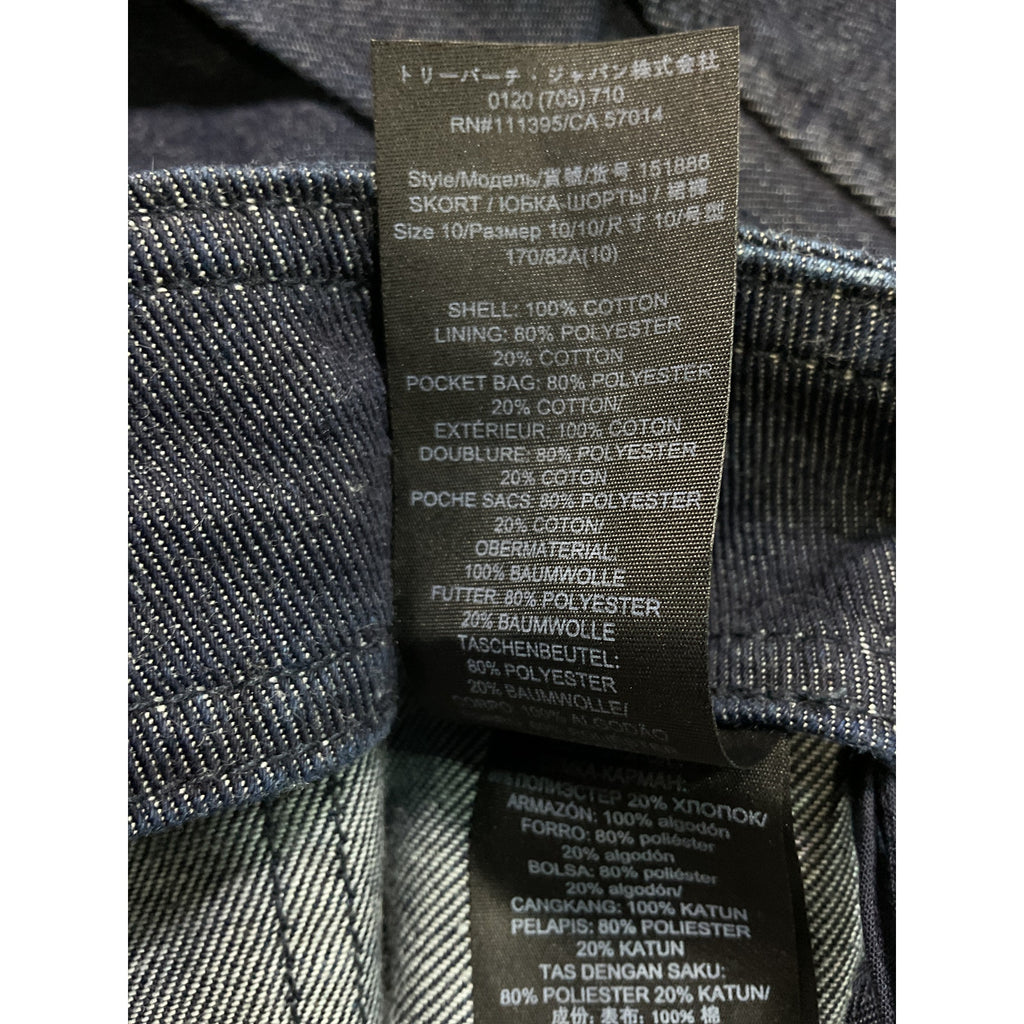 トリーバーチ・ジャパン株式会社
0120 (705) 710
RN#111395/CA 57014
Style/Модель/貨號/货号 151886
SKORT / ЮБКА-ШОРТЫ /
Size 10/Размер 10/10/尺寸 10/号型
170/82A(10)
SHELL: 100% COTTON
LINING: 80% POLYESTER
20% COTTON
POCKET BAG: 80% POLYESTER
20% COTTON/
EXTÉRIEUR: 100% COTON
DOUBLURE: 80% POLYESTER
20% COTON
POCHE SACS: 80% POLYESTER
20% COTON/
OBERMATERIAL:
100% BAUMWOLLE
FUTTER: 80% POLYESTER
20% BAUMWOLLE
TASCHENBEUTEL:
80% POLYESTER
20% BAUMWOLLE/
CORPO: 100% ALGODÃO
КАРМАН:
ПОЛИЭСТЕР 20% ХЛОПОК/
ARMAZÓN: 100% algodón
FORRO: 80% poliéster
20% algodón
BOLSA: 80% poliéster
20% algodón/
CANGKANG: 100% KATUN
PELAPIS: 80% POLIESTER
20% KATUN
TAS DENGAN SAKU:
80% POLIESTER 20% KATUN/
成份: 表布: 100% 棉